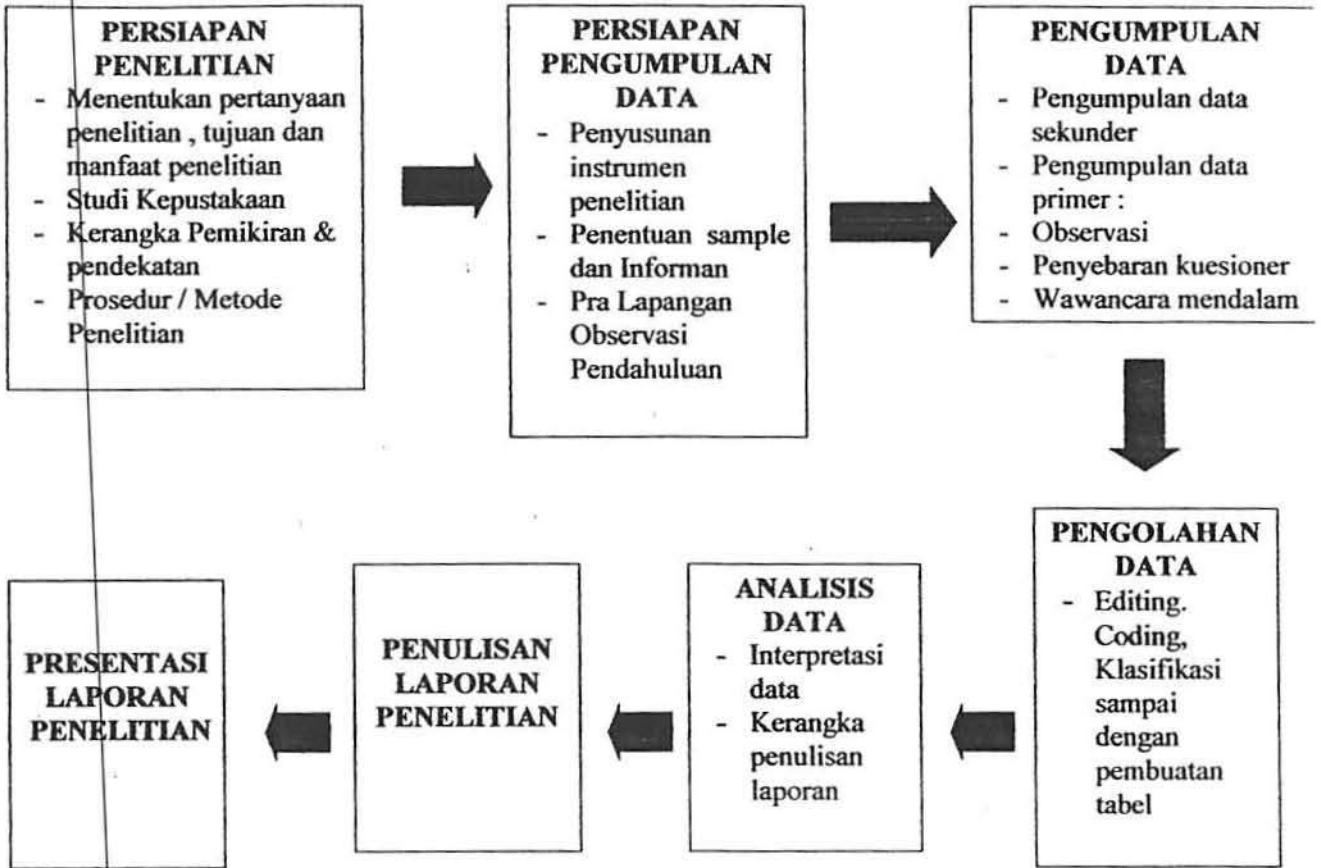 PERSIAPAN
PENELITIAN
- Menentukan pertanyaan
penelitian , tujuan dan
manfaat penelitian
- Studi Kepustakaan
- Kerangka Pemikiran &
pendekatan
- Prosedur / Metode
Penelitian
PERSIAPAN
PENGUMPULAN
DATA
- Penyusunan
instrumen
penelitian
- Penentuan sample
dan Informan
- Pra Lapangan
Observasi
Pendahuluan
PENGUMPULAN
DATA
- Pengumpulan data
sekunder
- Pengumpulan data
primer :
- Observasi
- Penyebaran kuesioner
- Wawancara mendalam
PENGOLAHAN
DATA
- Editing.
Coding,
Klasifikasi
sampai
dengan
pembuatan
tabel
ANALISIS
DATA
- Interpretasi
data
- Kerangka
penulisan
laporan
PENULISAN
LAPORAN
PENELITIAN
PRESENTASI
LAPORAN
PENELITIAN